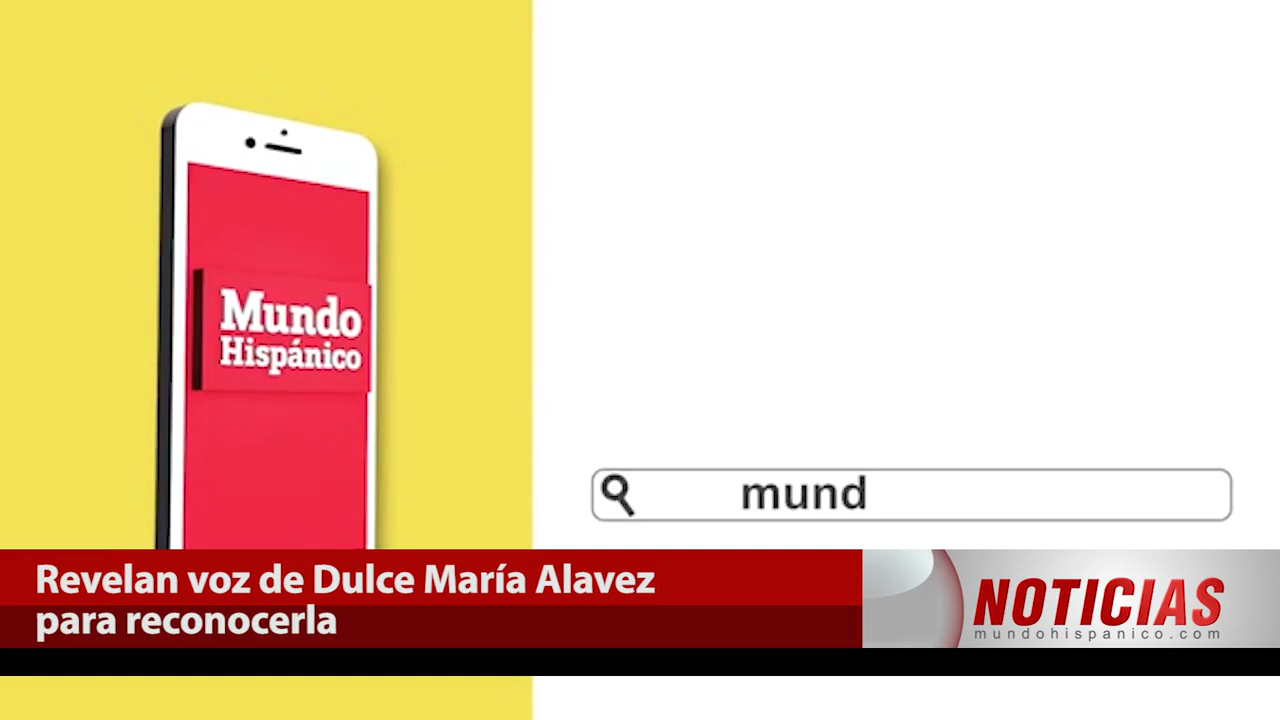 Mundo
Hispánico
mund
Revelan voz de Dulce María Alavez
para reconocerla
NOTICIAS
mundohispanico.com